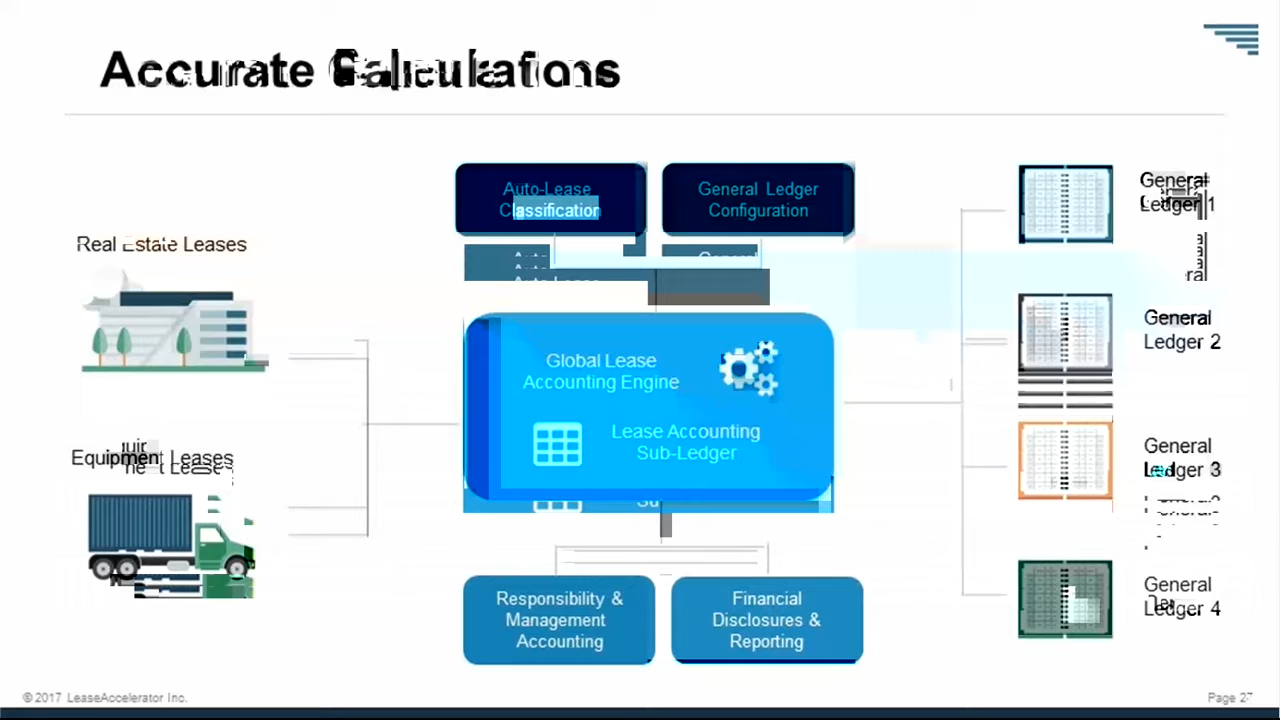 Accurate Calculations
Auto-Lease
Classification
General Ledger
Configuration
Real Estate Leases
Global Lease
Accounting Engine
Lease Accounting
Sub-Ledger
Equipment Leases
Responsibility &
Management
Accounting
Financial
Disclosures &
Reporting
General
Ledger 1
General
Ledger 2
General
Ledger 3
General
Ledger 4
© 2017 LeaseAccelerator Inc.
Page 27